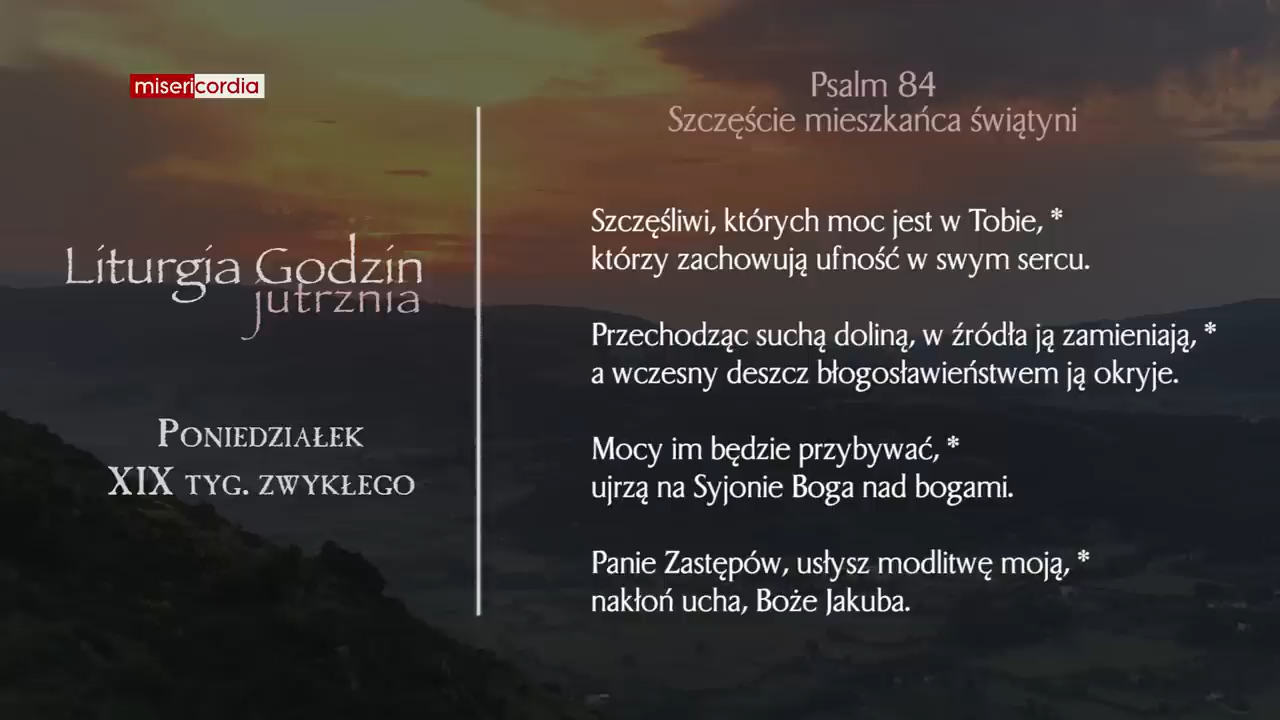 misericordia
Liturgia Godzin
jutrznia
Poniedziałek
XIX tyg. zwykłego
Psalm 84
Szczęście mieszkańca świątyni
Szczęśliwi, których moc jest w Tobie, *
którzy zachowują ufność w swym sercu.
Przechodząc suchą doliną, w źródła ją zamieniają, *
a wczesny deszcz błogosławieństwem ją okryje.
Mocy im będzie przybywać, *
ujrzą na Syjonie Boga nad bogami.
Panie Zastępów, usłysz modlitwę moją, *
nakłoń ucha, Boże Jakuba.